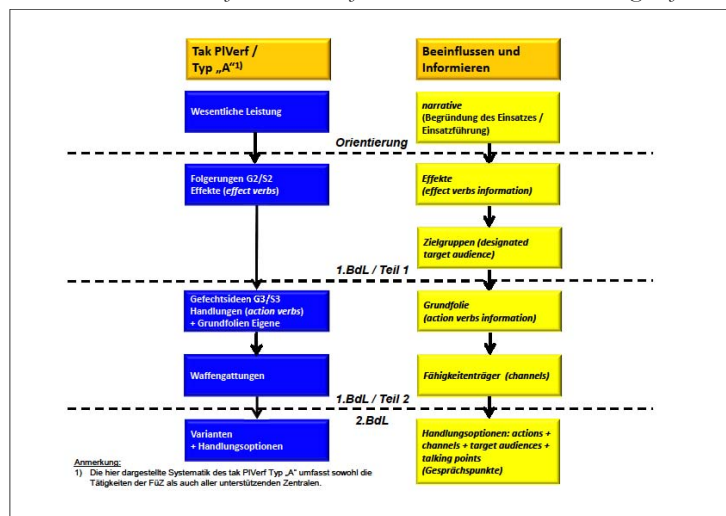 Tak PlVerf /
Typ „A“1)
Beeinflussen und
Informieren
Wesentliche Leistung
narrative
(Begründung des Einsatzes /
Einsatzführung)
Orientierung
Folgerungen G2/S2
Effekte (effect verbs)
Effekte
(effect verbs information)
Zielgruppen (designated
target audience)
1.BdL / Teil 1
Gefechtsideen G3/S3
Handlungen (action verbs)
+ Grundfolien Eigene
Grundfolie
(action verbs information)
Waffengattungen
Fähigkeitenträger (channels)
1.BdL / Teil 2
2.BdL
Varianten
+ Handlungsoptionen
Handlungsoptionen: actions +
channels + target audiences +
talking points
(Gesprächspunkte)
Anmerkung:
1) Die hier dargestellte Systematik des tak PlVerf Typ „A“ umfasst sowohl die
Tätigkeiten der FüZ als auch aller unterstützenden Zentralen.